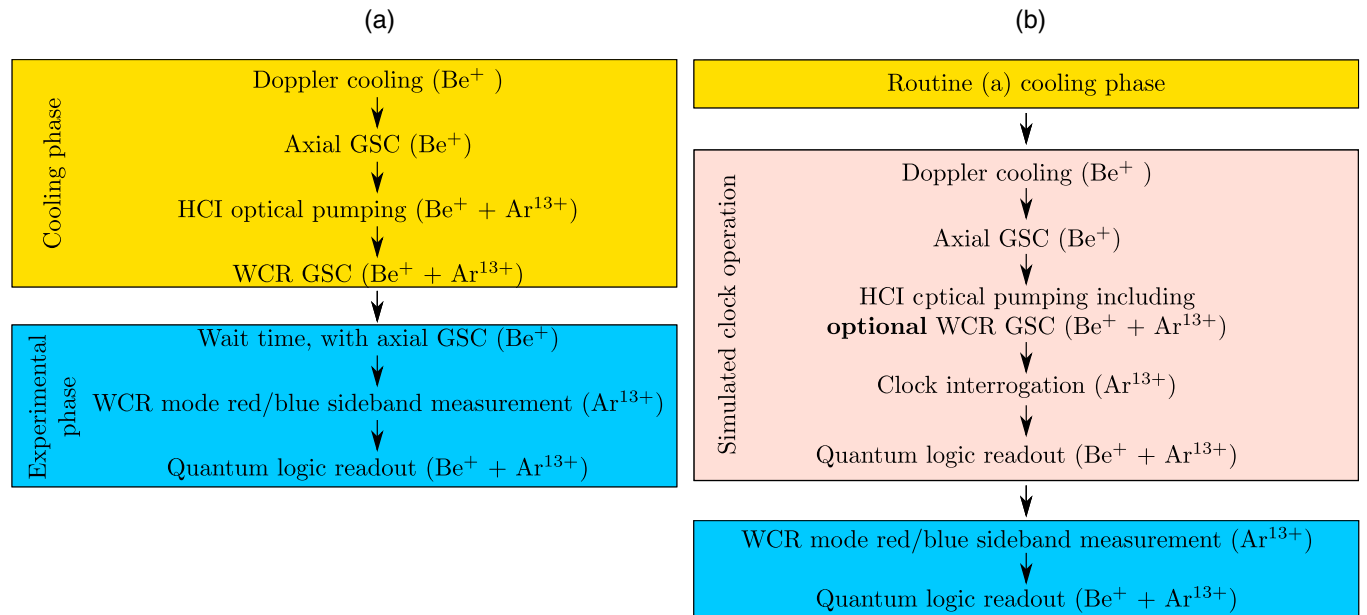 (a)
Cooling phase
Doppler cooling (Be⁺ )
Axial GSC (Be⁺)
HCI optical pumping (Be⁺ + Ar¹³⁺)
WCR GSC (Be⁺ + Ar¹³⁺)
Experimental
phase
Wait time, with axial GSC (Be⁺)
WCR mode red/blue sideband measurement (Ar¹³⁺)
Quantum logic readout (Be⁺ + Ar¹³⁺)
(b)
Routine (a) cooling phase
Simulated clock operation
Doppler cooling (Be⁺ )
Axial GSC (Be⁺)
HCI cptical pumping including
optional WCR GSC (Be⁺ + Ar¹³⁺)
Clock interrogation (Ar¹³⁺)
Quantum logic readout (Be⁺ + Ar¹³⁺)
WCR mode red/blue sideband measurement (Ar¹³⁺)
Quantum logic readout (Be⁺ + Ar¹³⁺)